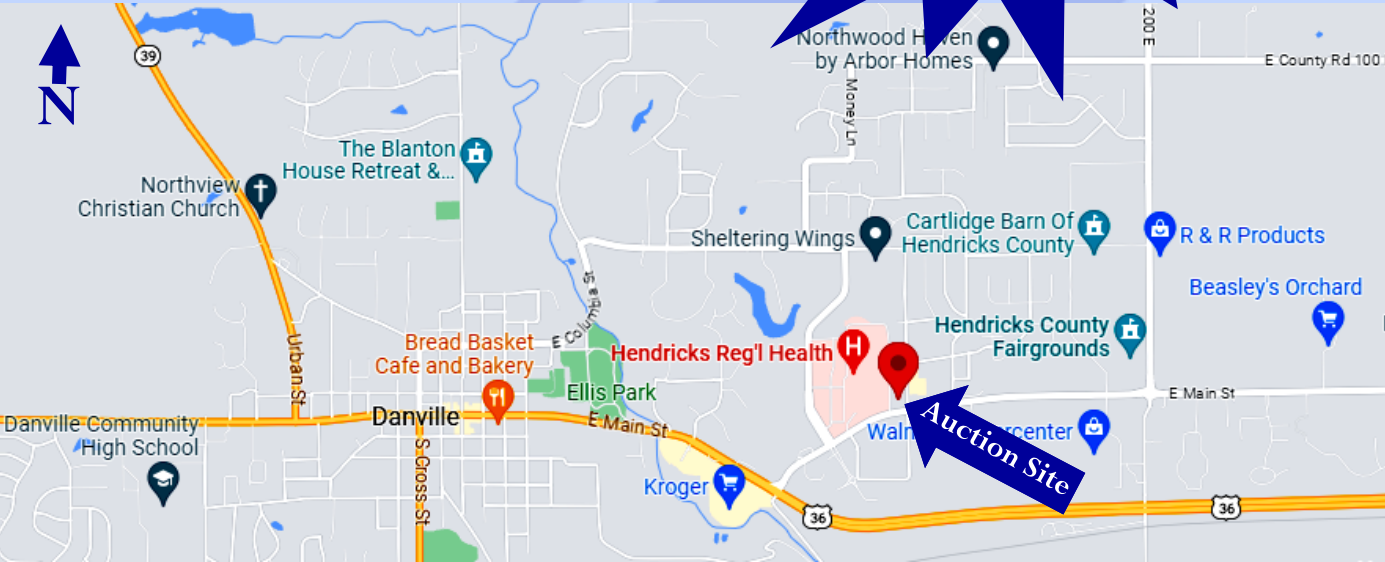 39
N
Northwood Haven
by Arbor Homes
200 E
E County Rd 100
Money Ln
The Blanton
House Retreat &...
Northview
Christian Church
Sheltering Wings
Cartlidge Barn Of
Hendricks County
R & R Products
Beasley's Orchard
Hendricks County
Fairgrounds
E Columbia St
Urban St
Bread Basket
Cafe and Bakery
Hendricks Reg'l Health
H
Ellis Park
E Main St
Danville
E Main St
Danville Community
High School
S Cross St
Auction Site
Kroger
36
36